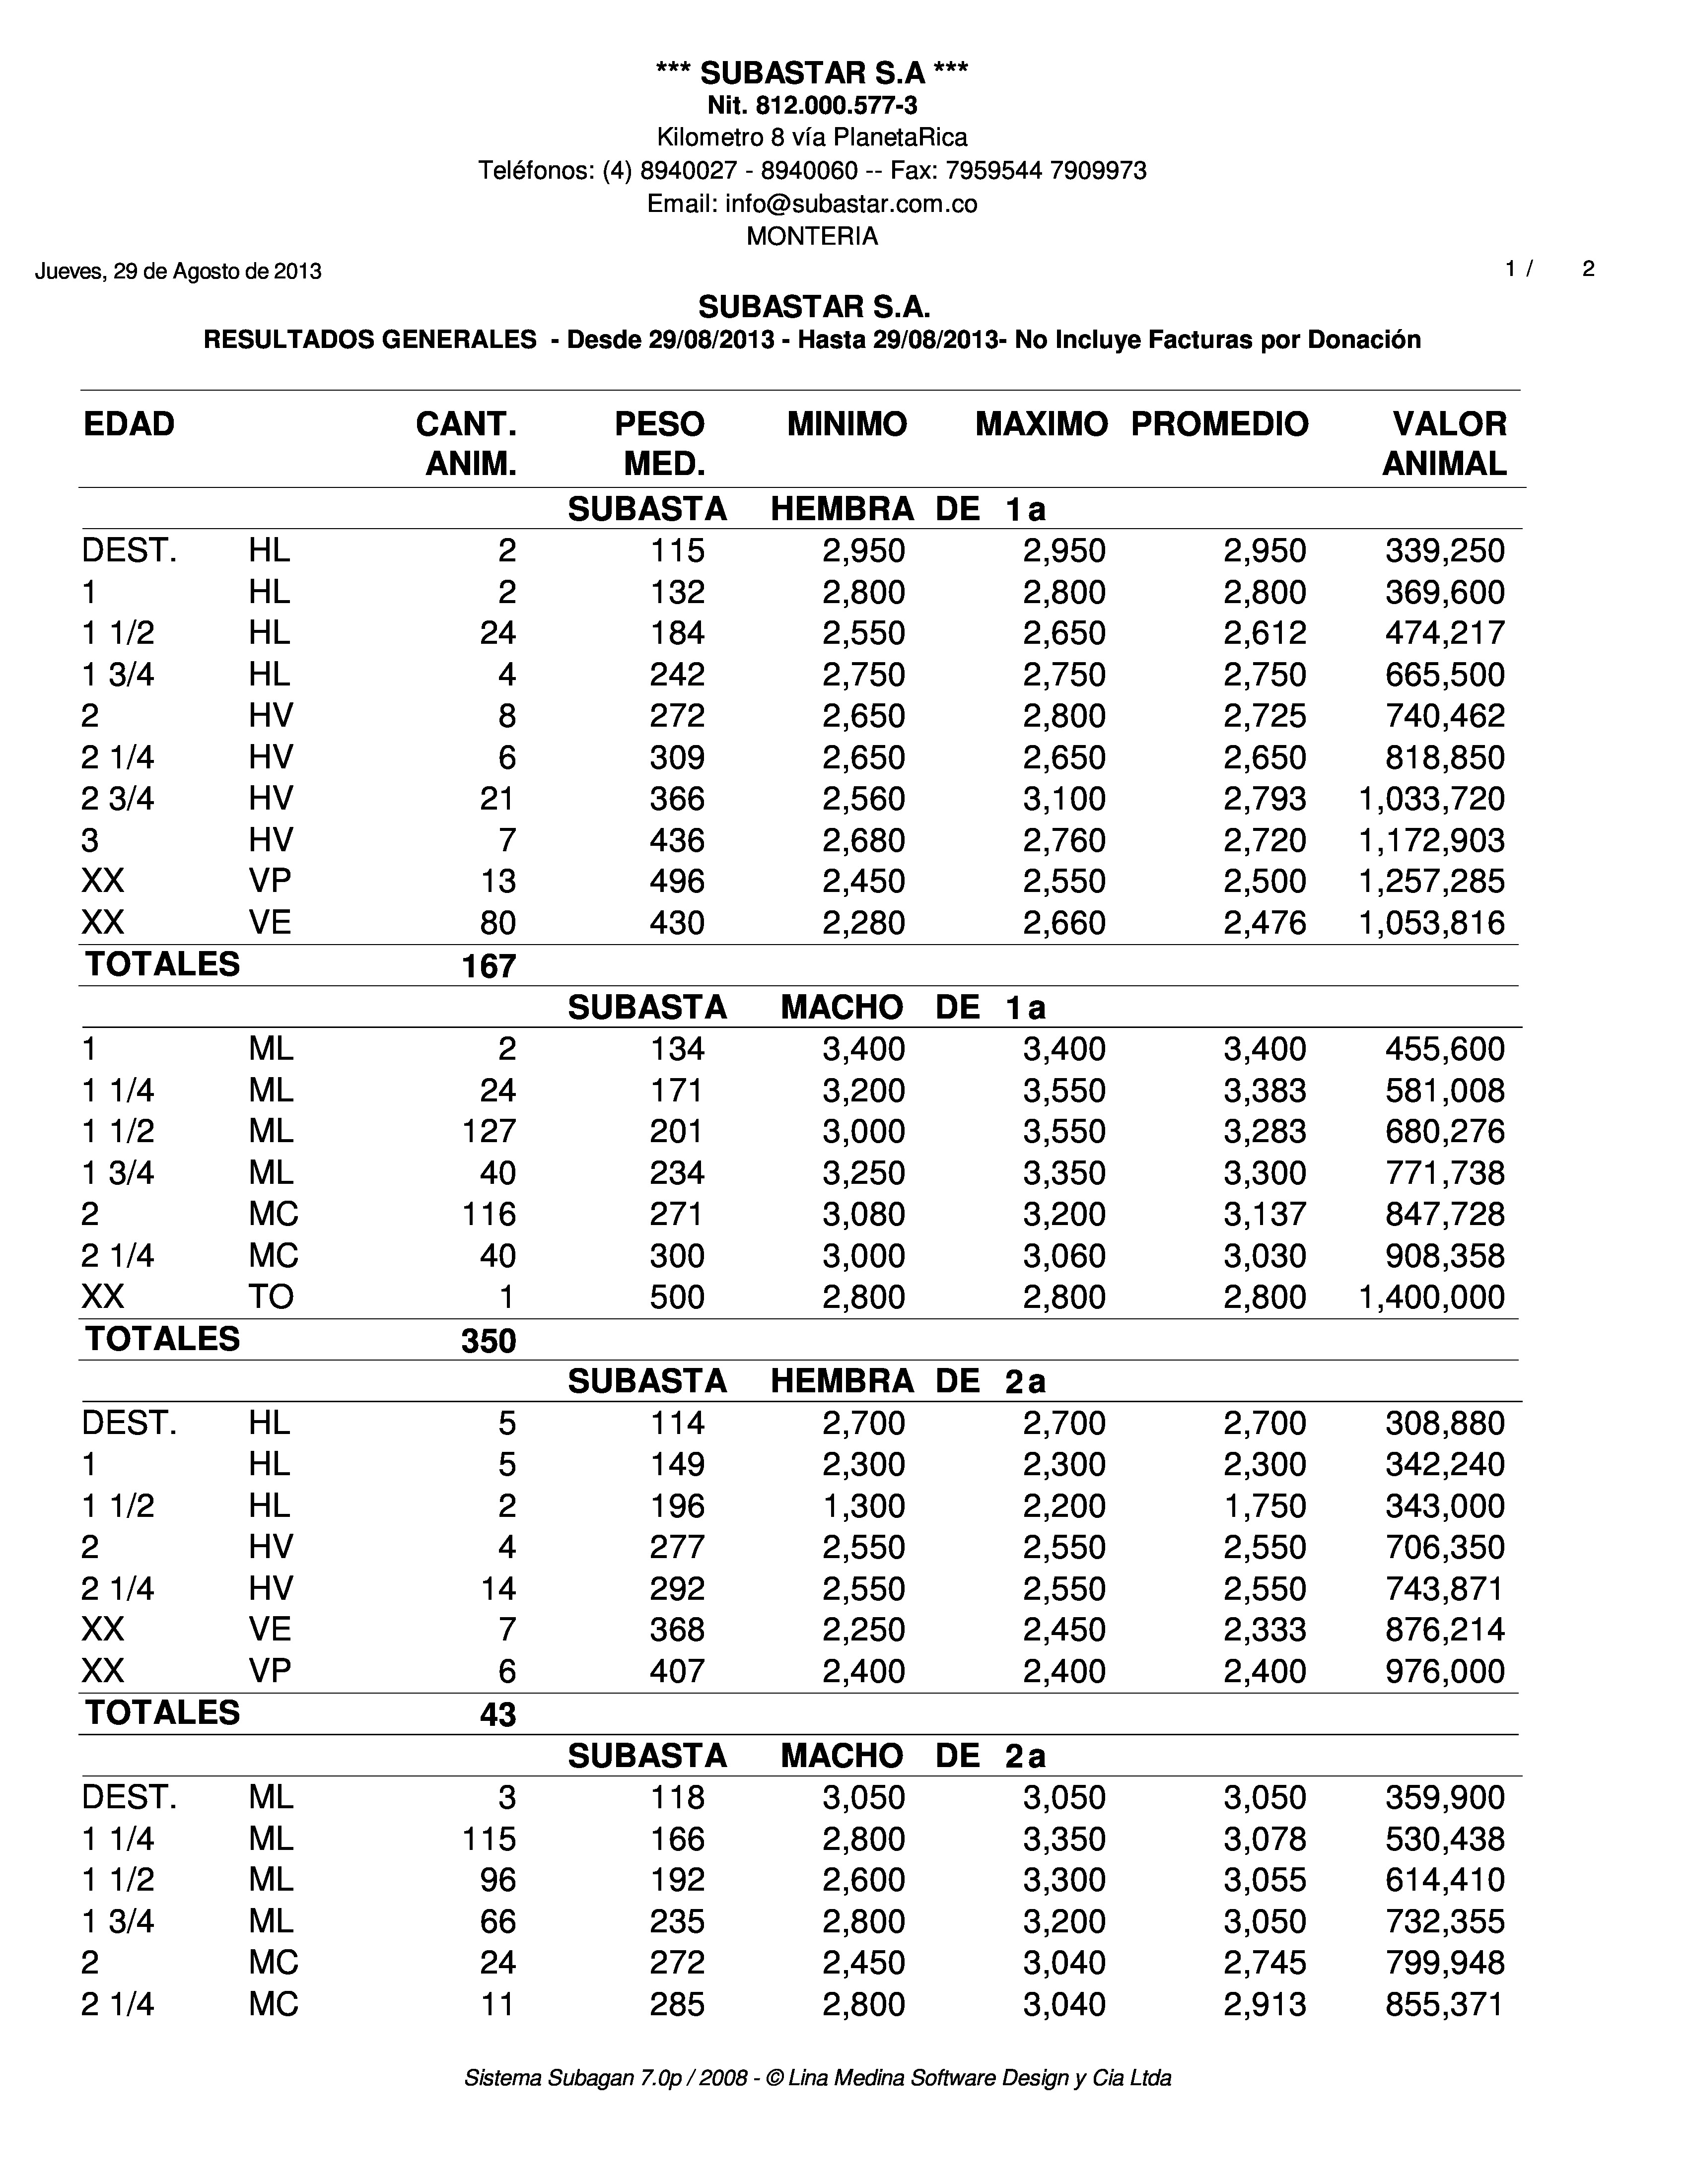 *** SUBASTAR S.A ***
Nit. 812.000.577-3
Kilometro 8 vía PlanetaRica
Teléfonos: (4) 8940027 - 8940060 -- Fax: 7959544 7909973
Email: info@subastar.com.co
MONTERIA
Jueves, 29 de Agosto de 2013 1 / 2
SUBASTAR S.A.
RESULTADOS GENERALES - Desde 29/08/2013 - Hasta 29/08/2013- No Incluye Facturas por Donación
EDAD CANT. PESO MINIMO MAXIMO PROMEDIO VALOR
ANIM. MED. ANIMAL
SUBASTA HEMBRA DE 1a
DEST. HL 2 115 2,950 2,950 2,950 339,250
1 HL 2 132 2,800 2,800 2,800 369,600
1 1/2 HL 24 184 2,550 2,650 2,612 474,217
1 3/4 HL 4 242 2,750 2,750 2,750 665,500
2 HV 8 272 2,650 2,800 2,725 740,462
2 1/4 HV 6 309 2,650 2,650 2,650 818,850
2 3/4 HV 21 366 2,560 3,100 2,793 1,033,720
3 HV 7 436 2,680 2,760 2,720 1,172,903
XX VP 13 496 2,450 2,550 2,500 1,257,285
XX VE 80 430 2,280 2,660 2,476 1,053,816
TOTALES 167
SUBASTA MACHO DE 1a
1 ML 2 134 3,400 3,400 3,400 455,600
1 1/4 ML 24 171 3,200 3,550 3,383 581,008
1 1/2 ML 127 201 3,000 3,550 3,283 680,276
1 3/4 ML 40 234 3,250 3,350 3,300 771,738
2 MC 116 271 3,080 3,200 3,137 847,728
2 1/4 MC 40 300 3,000 3,060 3,030 908,358
XX TO 1 500 2,800 2,800 2,800 1,400,000
TOTALES 350
SUBASTA HEMBRA DE 2a
DEST. HL 5 114 2,700 2,700 2,700 308,880
1 HL 5 149 2,300 2,300 2,300 342,240
1 1/2 HL 2 196 1,300 2,200 1,750 343,000
2 HV 4 277 2,550 2,550 2,550 706,350
2 1/4 HV 14 292 2,550 2,550 2,550 743,871
XX VE 7 368 2,250 2,450 2,333 876,214
XX VP 6 407 2,400 2,400 2,400 976,000
TOTALES 43
SUBASTA MACHO DE 2a
DEST. ML 3 118 3,050 3,050 3,050 359,900
1 1/4 ML 115 166 2,800 3,350 3,078 530,438
1 1/2 ML 96 192 2,600 3,300 3,055 614,410
1 3/4 ML 66 235 2,800 3,200 3,050 732,355
2 MC 24 272 2,450 3,040 2,745 799,948
2 1/4 MC 11 285 2,800 3,040 2,913 855,371
Sistema Subagan 7.0p / 2008 - © Lina Medina Software Design y Cia Ltda